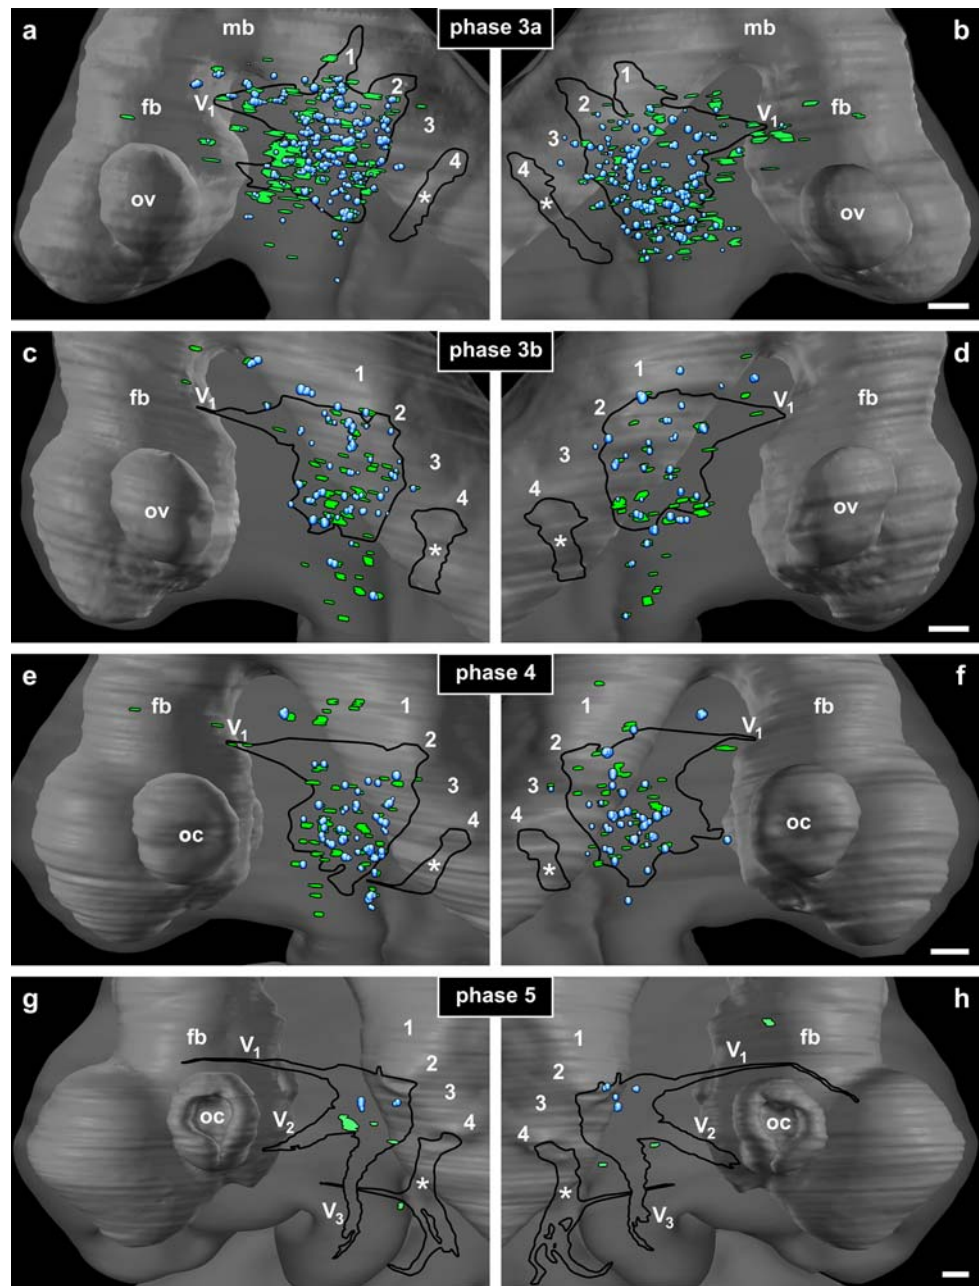 a mb phase 3a mb b
1 1
fb V1 2 2 V1 fb
3 3
4 4
* *
ov ov
c phase 3b d
1 1
fb V1 2 2 V1 fb
3 3
4 4
ov * * ov
e phase 4 f
fb 1 1 fb
V1 2 2 V1
3 3
4 4
oc * * oc
g phase 5 h
1 1
fb V1 2 2 V1 fb
3 3
oc 4 4 oc
V2 V2
* *
V3 V3